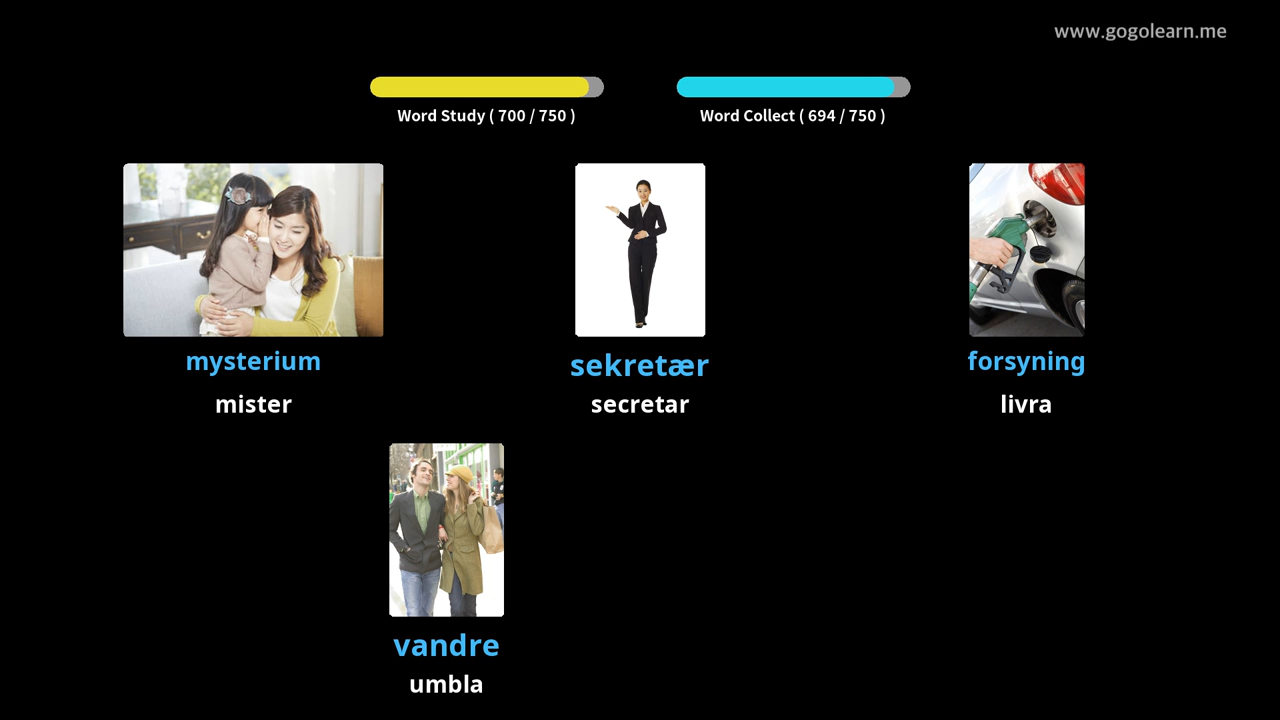 www.gogolearn.me
Word Study ( 700 / 750 )
Word Collect ( 694 / 750 )
mysterium
mister
sekretær
secretar
forsyning
livra
vandre
umbla